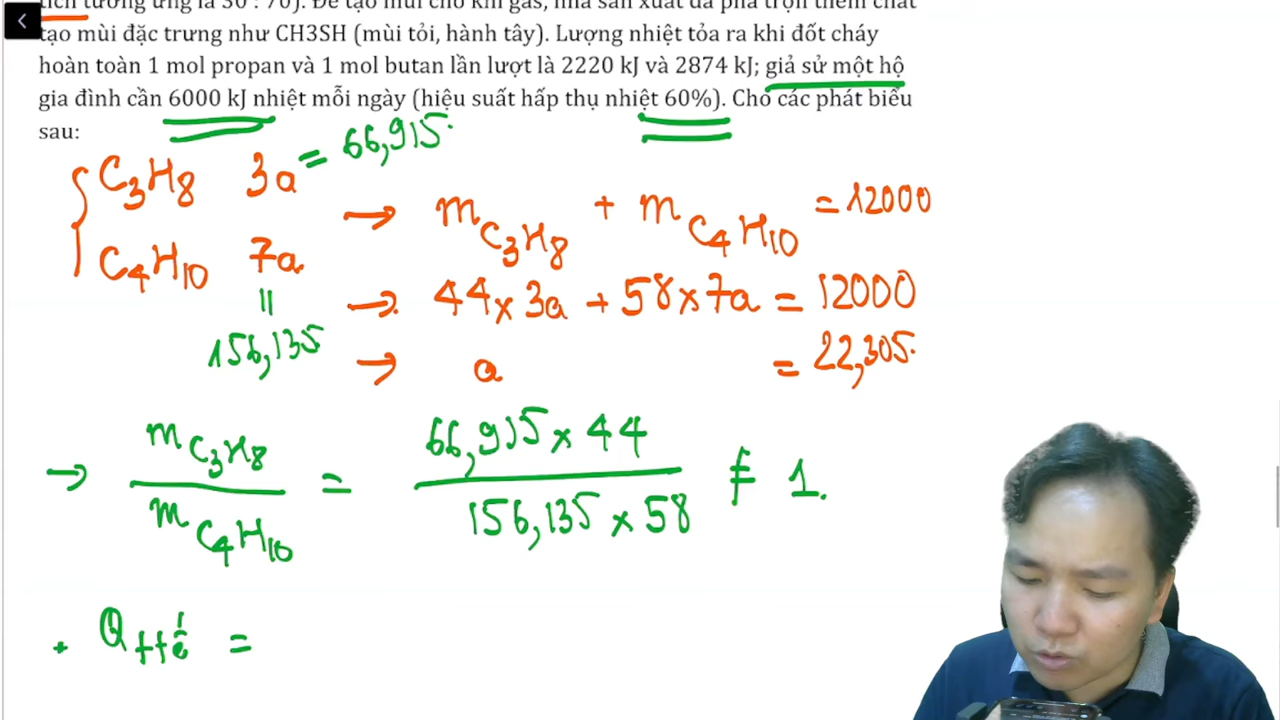 tích tương ứng là 30 : 70). Để tạo mùi cho khí gas, nhà sản xuất đã pha trộn thêm chất
tạo mùi đặc trưng như CH3SH (mùi tỏi, hành tây). Lượng nhiệt tỏa ra khi đốt cháy
hoàn toàn 1 mol propan và 1 mol butan lần lượt là 2220 kJ và 2874 kJ; giả sử một hộ
gia đình cần 6000 kJ nhiệt mỗi ngày (hiệu suất hấp thụ nhiệt 60%). Cho các phát biểu
sau:
C3H8 3a = 66,915
C4H10 7a
= 156,135
→ mC3H8 + mC4H10 = 12000
→ 44 x 3a + 58 x 7a = 12000
→ a = 22,305
→ mC3H8 / mC4H10 = 66,915 x 44 / 156,135 x 58 ≠ 1.
+ Qttế =